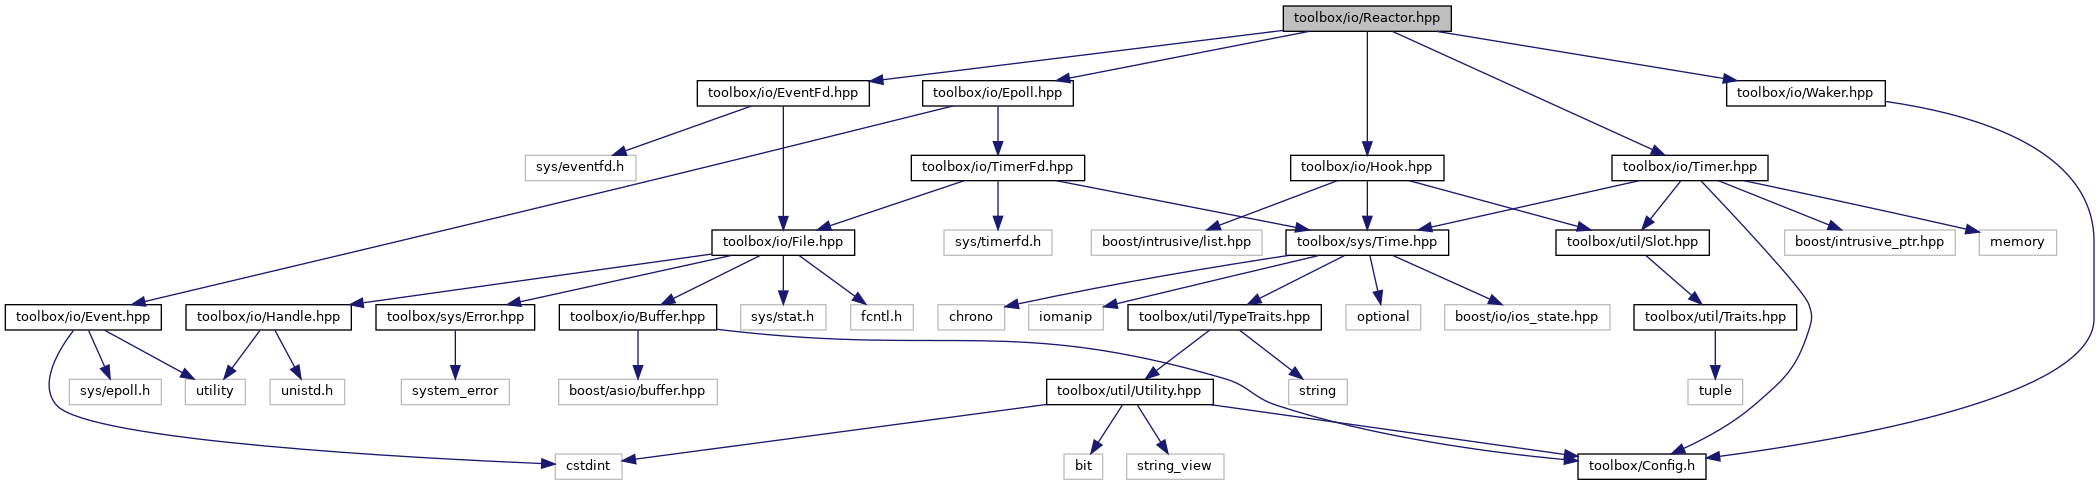 toolbox/io/Reactor.hpp
toolbox/io/EventFd.hpp
toolbox/io/Epoll.hpp
toolbox/io/Waker.hpp
sys/eventfd.h
toolbox/io/TimerFd.hpp
toolbox/io/Hook.hpp
toolbox/io/Timer.hpp
toolbox/io/File.hpp
sys/timerfd.h
boost/intrusive/list.hpp
toolbox/sys/Time.hpp
toolbox/util/Slot.hpp
boost/intrusive_ptr.hpp
memory
toolbox/io/Event.hpp
toolbox/io/Handle.hpp
toolbox/sys/Error.hpp
toolbox/io/Buffer.hpp
sys/stat.h
fcntl.h
chrono
iomanip
toolbox/util/TypeTraits.hpp
optional
boost/io/ios_state.hpp
toolbox/util/Traits.hpp
sys/epoll.h
utility
unistd.h
system_error
boost/asio/buffer.hpp
toolbox/util/Utility.hpp
string
tuple
cstdint
bit
string_view
toolbox/Config.h